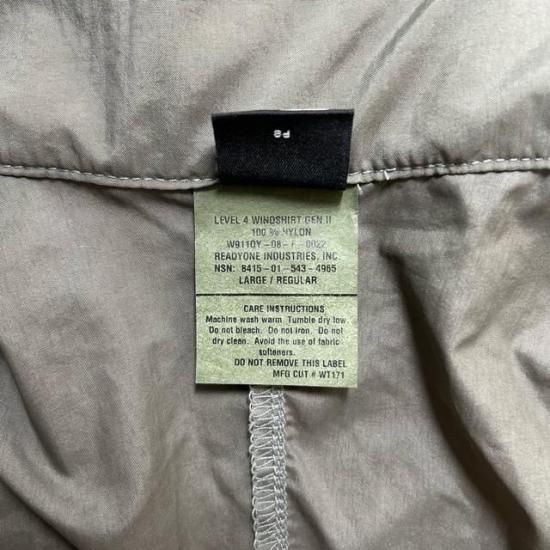 LEVEL 4 WINDSHIRT GEN II
100 % NYLON
W911QY-08-F-0022
READYONE INDUSTRIES, INC
NSN: 8415-01-543-4965
LARGE / REGULAR
CARE INSTRUCTIONS
Machine wash warm. Tumble dry low.
Do not bleach. Do not iron. Do not
dry clean. Avoid the use of fabric
softeners.
DO NOT REMOVE THIS LABEL
MFG CUT # WT171